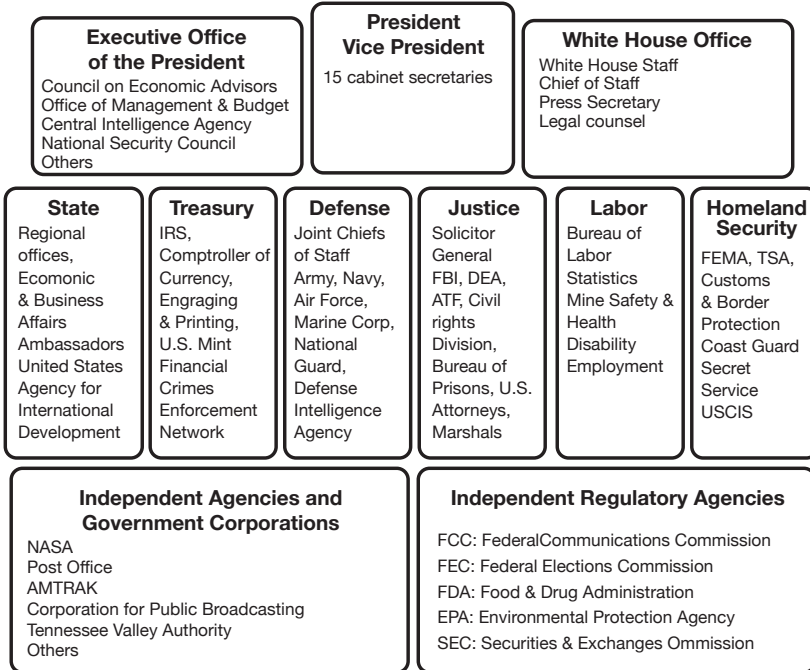 Executive Office
of the President
Council on Economic Advisors
Office of Management & Budget
Central Intelligence Agency
National Security Council
Others
President
Vice President
15 cabinet secretaries
White House Office
White House Staff
Chief of Staff
Press Secretary
Legal counsel
State
Regional
offices,
Ecomonic
& Business
Affairs
Ambassadors
United States
Agency for
International
Development
Treasury
IRS,
Comptroller of
Currency,
Engraging
& Printing,
U.S. Mint
Financial
Crimes
Enforcement
Network
Defense
Joint Chiefs
of Staff
Army, Navy,
Air Force,
Marine Corp,
National
Guard,
Defense
Intelligence
Agency
Justice
Solicitor
General
FBI, DEA,
ATF, Civil
rights
Division,
Bureau of
Prisons, U.S.
Attorneys,
Marshals
Labor
Bureau of
Labor
Statistics
Mine Safety &
Health
Disability
Employment
Homeland
Security
FEMA, TSA,
Customs
& Border
Protection
Coast Guard
Secret
Service
USCIS
Independent Agencies and
Government Corporations
NASA
Post Office
AMTRAK
Corporation for Public Broadcasting
Tennessee Valley Authority
Others
Independent Regulatory Agencies
FCC: FederalCommunications Commission
FEC: Federal Elections Commission
FDA: Food & Drug Administration
EPA: Environmental Protection Agency
SEC: Securities & Exchanges Ommission